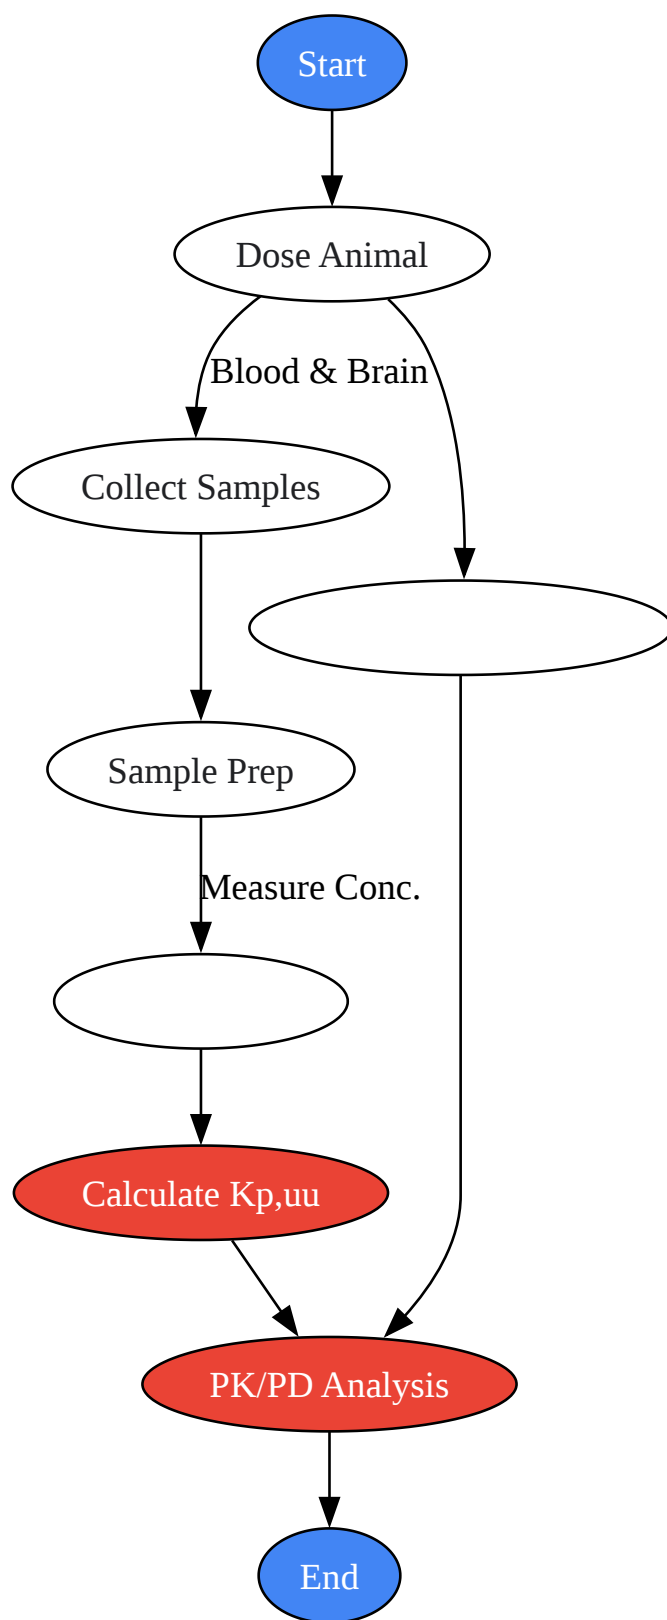 Start
Dose Animal
Blood & Brain
Collect Samples
Sample Prep
Measure Conc.
Calculate Kp,uu
PK/PD Analysis
End